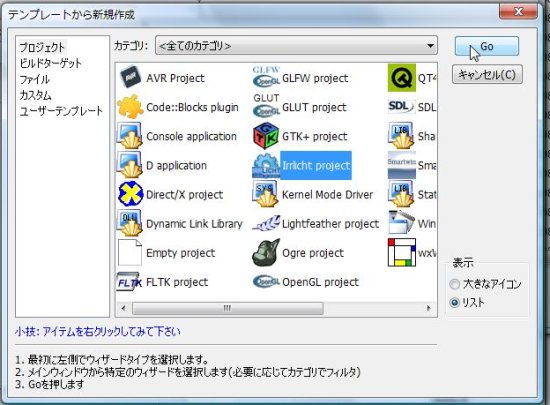 テンプレートから新規作成
プロジェクト
ビルドターゲット
ファイル
カスタム
ユーザーテンプレート
カテゴリ: <全てのカテゴリ>
Go
キャンセル(C)
AVR Project
Code::Blocks plugin
Console application
D application
Direct/X project
Dynamic Link Library
Empty project
FLTK project
GLFW project
GLUT project
GTK+ project
Irrlicht project
Kernel Mode Driver
Lightfeather project
Ogre project
OpenGL project
QT4
SDL
Sha
Sma
Stat
Win
wxW
表示
大きなアイコン
リスト
小技: アイテムを右クリックしてみて下さい
1. 最初に左側でウィザードタイプを選択します。
2. メインウィンドウから特定のウィザードを選択します(必要に応じてカテゴリでフィルタ)
3. Goを押します